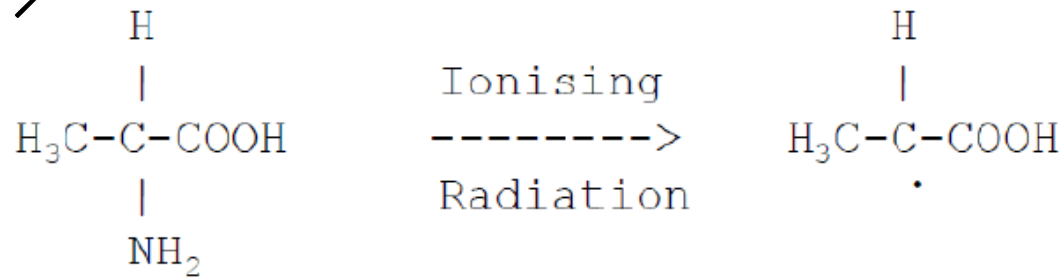 H H
| Ionising |
H₃C-C-COOH --------> H₃C-C-COOH
| Radiation .
NH₂